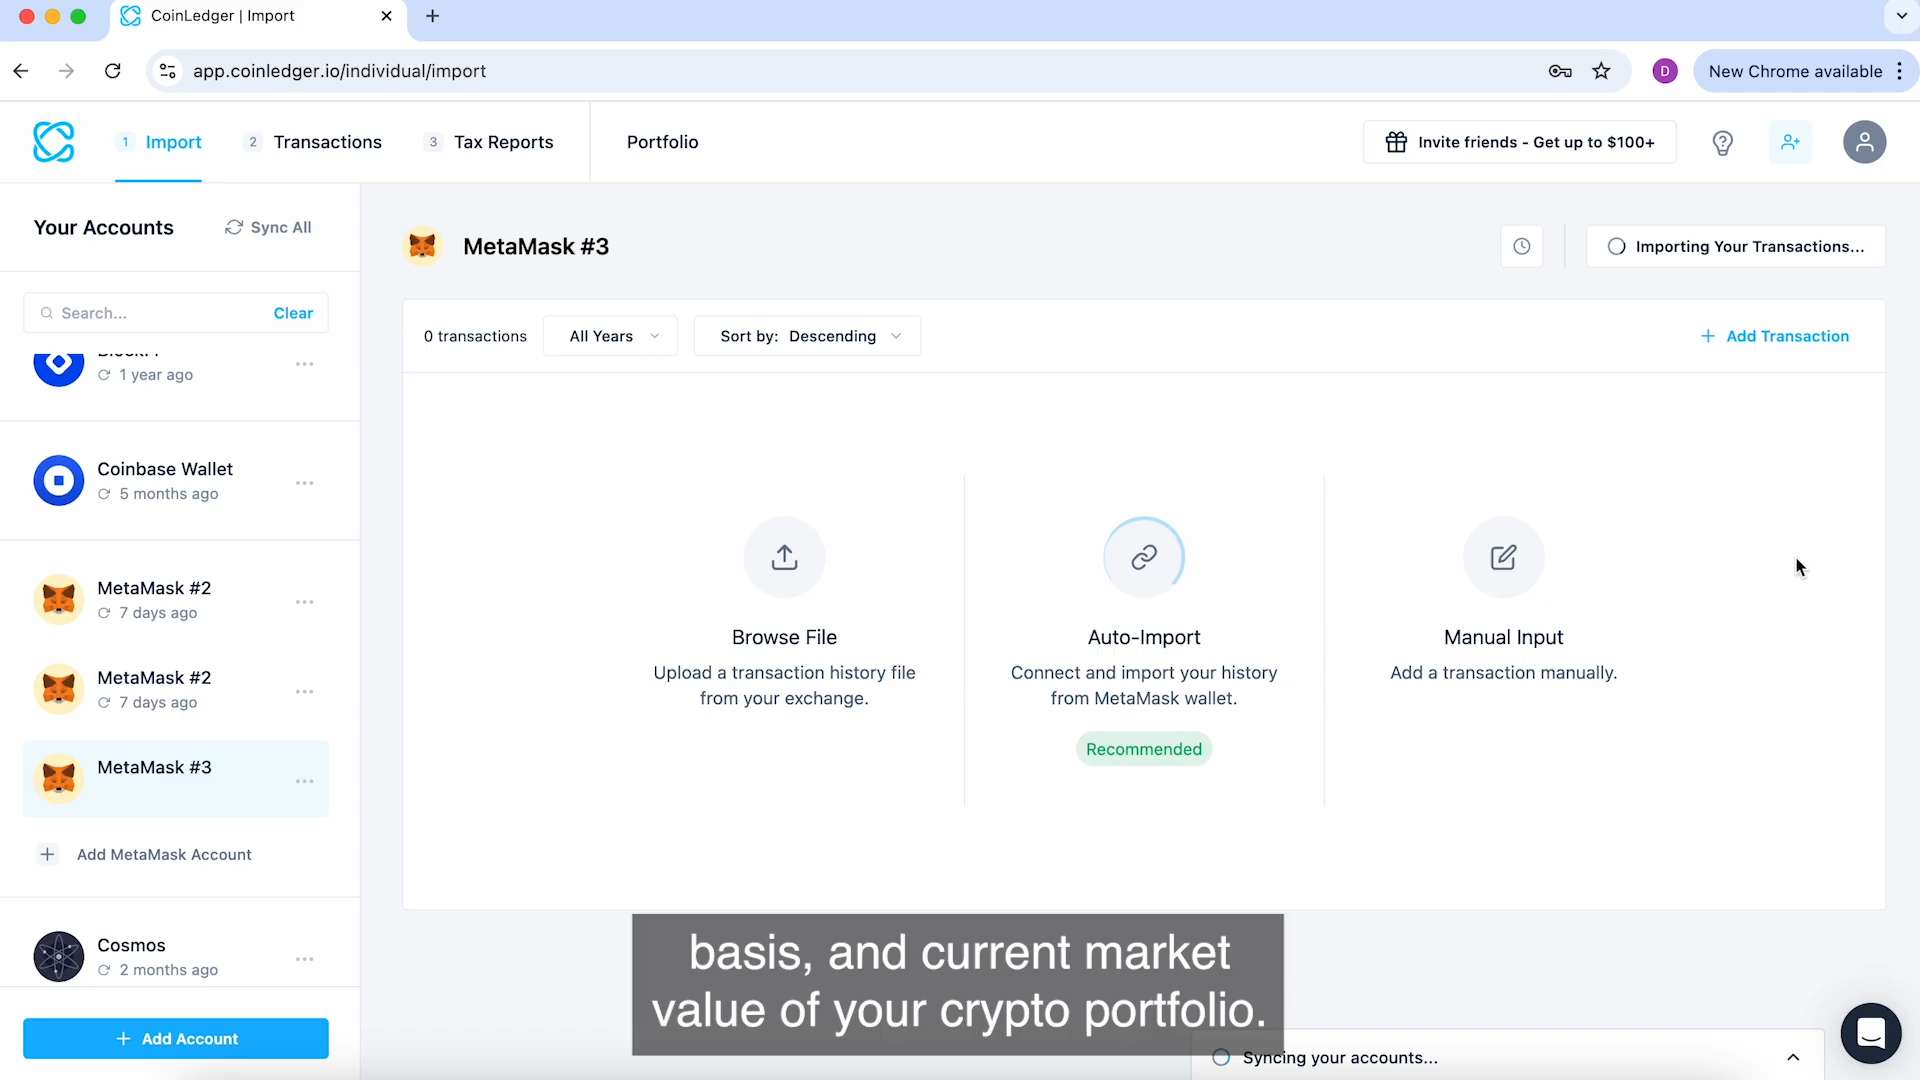 CoinLedger | Import
app.coinledger.io/individual/import
D
New Chrome available
1 Import
2 Transactions
3 Tax Reports
Portfolio
Invite friends - Get up to $100+
Your Accounts
Sync All
Search...
Clear
1 year ago
Coinbase Wallet
5 months ago
MetaMask #2
7 days ago
MetaMask #2
7 days ago
MetaMask #3
Add MetaMask Account
Cosmos
2 months ago
Add Account
MetaMask #3
Importing Your Transactions...
0 transactions
All Years
Sort by: Descending
Add Transaction
Browse File
Upload a transaction history file
from your exchange.
Auto-Import
Connect and import your history
from MetaMask wallet.
Recommended
Manual Input
Add a transaction manually.
basis, and current market
value of your crypto portfolio.
Syncing your accounts...